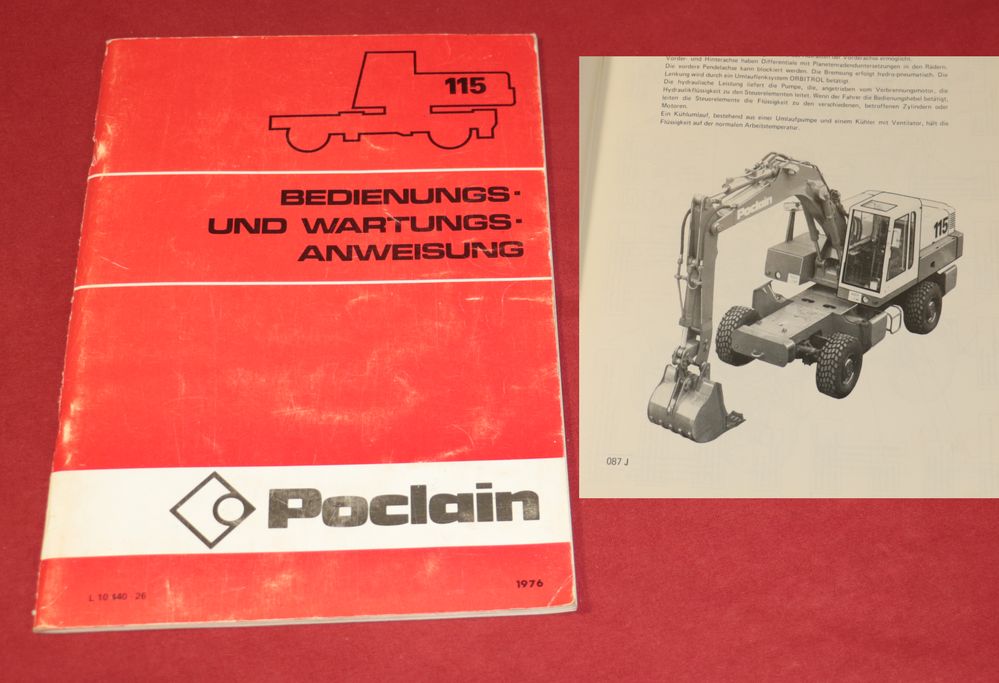 115
BEDIENUNGS-
UND WARTUNGS-
ANWEISUNG
Poclain
L 10 140 26
1976
Vorder- und Hinterachse haben Differentiale mit Planetenradenduntersetzungen in den Rädern.
Die vordere Pendelachse kann blockiert werden. Die Bremsung erfolgt hydro-pneumatisch. Die
Lenkung wird durch ein Umlauflenksystem ORBITROL betätigt.
Die hydraulische Leistung liefert die Pumpe, die, angetrieben vom Verbrennungsmotor, die
Hydraulikflüssigkeit zu den Steuerelementen leitet. Wenn der Fahrer die Bedienungshebel betätigt,
leiten die Steuerelemente die Flüssigkeit zu den verschiedenen, betroffenen Zylindern oder
Motoren.
Ein Kühlumlauf, bestehend aus einer Umlaufpumpe und einem Kühler mit Ventilator, hält die
Flüssigkeit auf der normalen Arbeitstemperatur.
Poclain
115
087 J